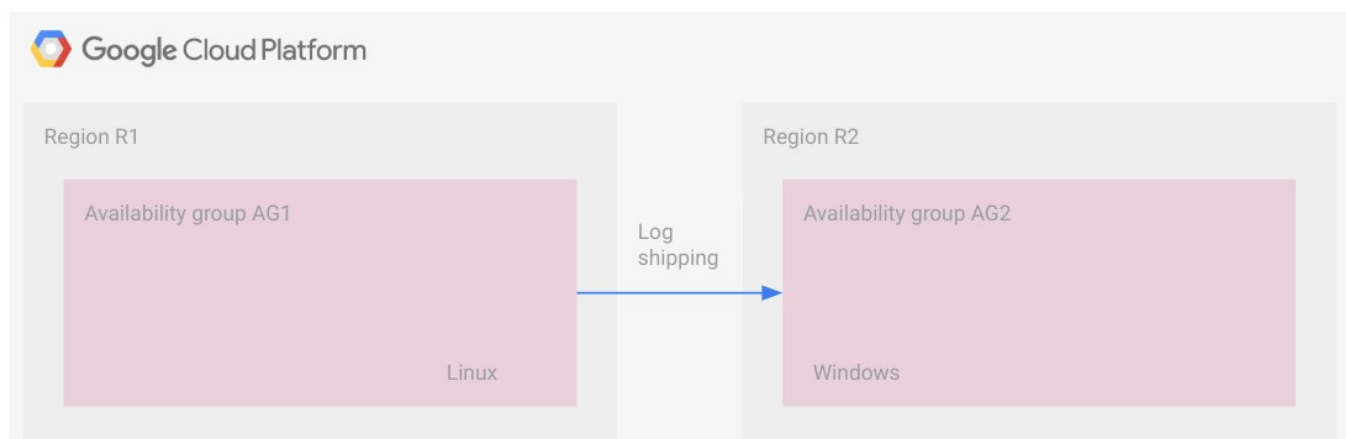 Google Cloud Platform
Region R1
Region R2
Availability group AG1
Availability group AG2
Log
shipping
Linux
Windows